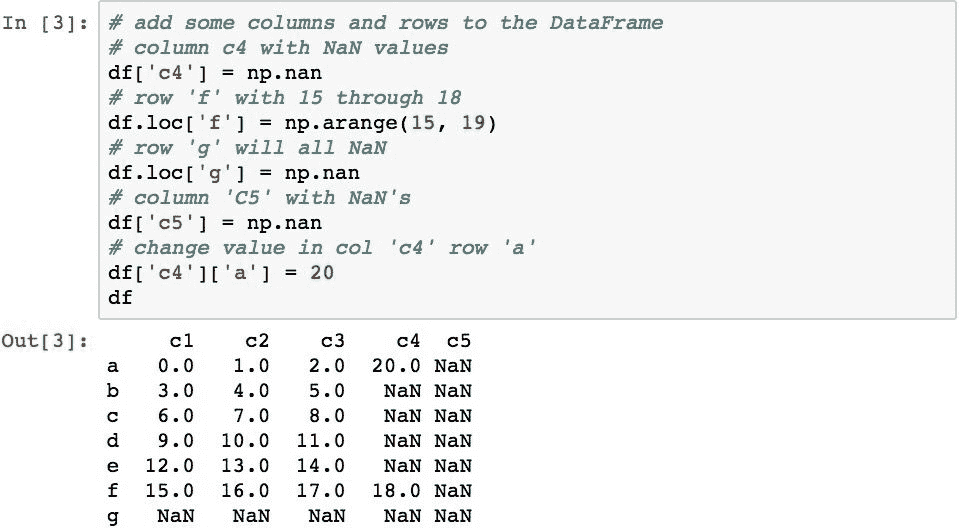 In [3]: # add some columns and rows to the DataFrame
# column c4 with NaN values
df['c4'] = np.nan
# row 'f' with 15 through 18
df.loc['f'] = np.arange(15, 19)
# row 'g' will all NaN
df.loc['g'] = np.nan
# column 'C5' with NaN's
df['c5'] = np.nan
# change value in col 'c4' row 'a'
df['c4']['a'] = 20
df
Out[3]: c1 c2 c3 c4 c5
a 0.0 1.0 2.0 20.0 NaN
b 3.0 4.0 5.0 NaN NaN
c 6.0 7.0 8.0 NaN NaN
d 9.0 10.0 11.0 NaN NaN
e 12.0 13.0 14.0 NaN NaN
f 15.0 16.0 17.0 18.0 NaN
g NaN NaN NaN NaN NaN